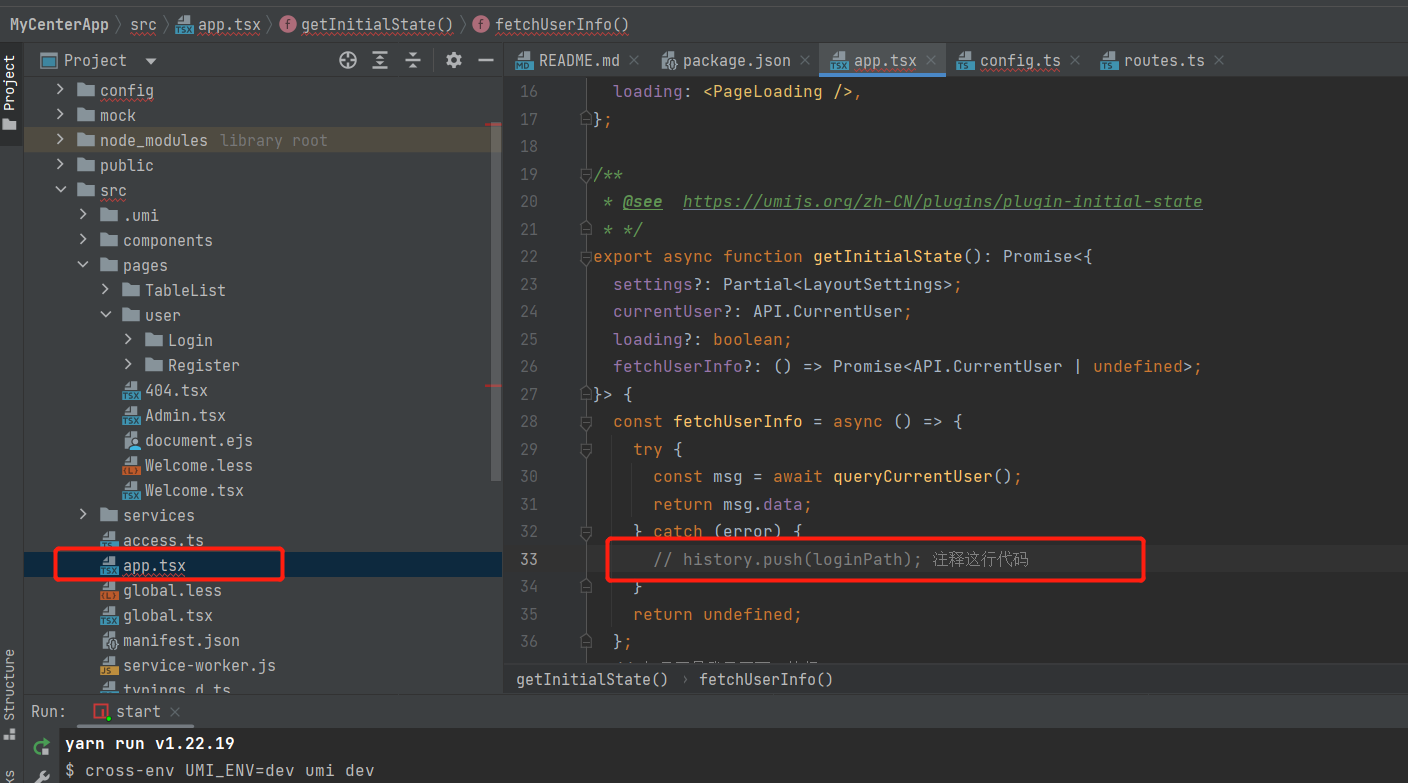 MyCenterApp src app.tsx getInitialState() fetchUserInfo()
Project
Project
config
mock
node_modules library root
public
src
.umi
components
pages
TableList
user
Login
Register
404.tsx
Admin.tsx
document.ejs
Welcome.less
Welcome.tsx
services
access.ts
app.tsx
global.less
global.tsx
manifest.json
service-worker.js
typings.d.ts
Structure
README.md package.json app.tsx config.ts routes.ts
16 loading: <PageLoading />,
17 };
18
19 /**
20 * @see https://umijs.org/zh-CN/plugins/plugin-initial-state
21 * */
22 export async function getInitialState(): Promise<{
23 settings?: Partial<LayoutSettings>;
24 currentUser?: API.CurrentUser;
25 loading?: boolean;
26 fetchUserInfo?: () => Promise<API.CurrentUser | undefined>;
27 }> {
28 const fetchUserInfo = async () => {
29 try {
30 const msg = await queryCurrentUser();
31 return msg.data;
32 } catch (error) {
33 // history.push(loginPath); 注释这行代码
34 }
35 return undefined;
36 };
getInitialState() › fetchUserInfo()
Run: start
yarn run v1.22.19
$ cross-env UMI_ENV=dev umi dev